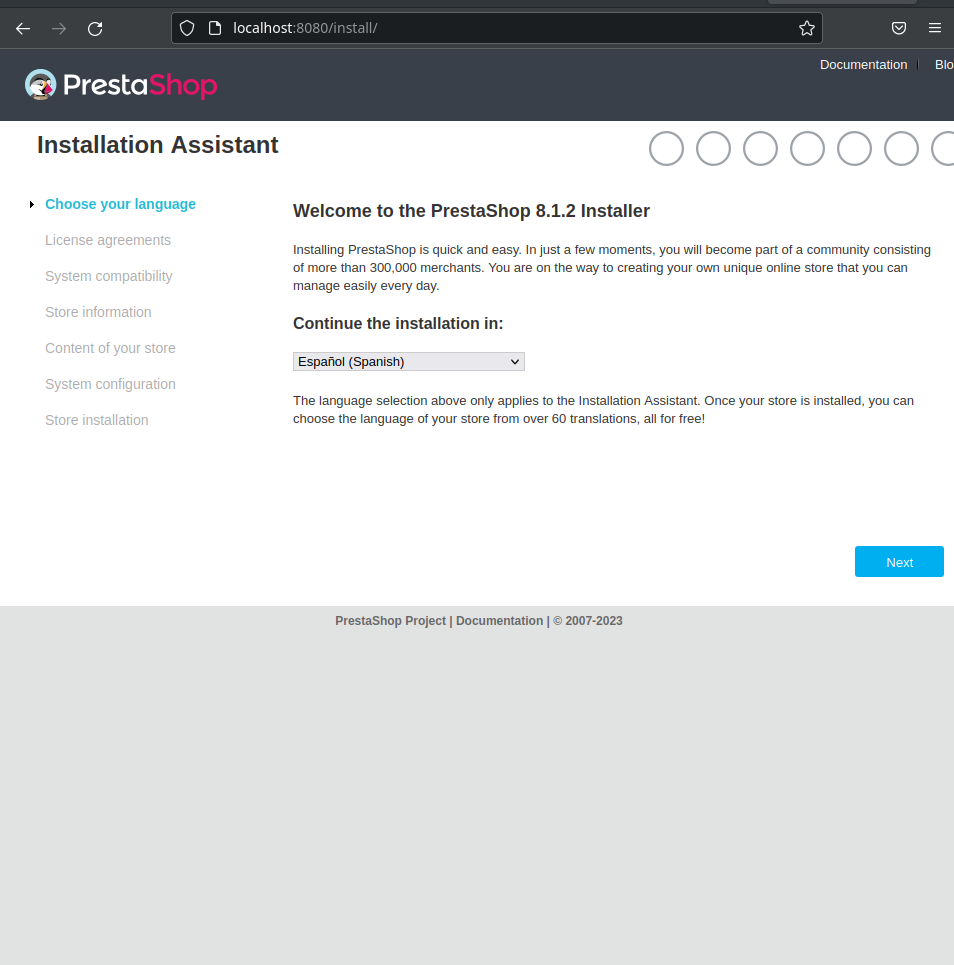 localhost:8080/install/
Documentation
Blo
PrestaShop
Installation Assistant
Choose your language
License agreements
System compatibility
Store information
Content of your store
System configuration
Store installation
Welcome to the PrestaShop 8.1.2 Installer
Installing PrestaShop is quick and easy. In just a few moments, you will become part of a community consisting
of more than 300,000 merchants. You are on the way to creating your own unique online store that you can
manage easily every day.
Continue the installation in:
Español (Spanish)
The language selection above only applies to the Installation Assistant. Once your store is installed, you can
choose the language of your store from over 60 translations, all for free!
Next
PrestaShop Project | Documentation | © 2007-2023